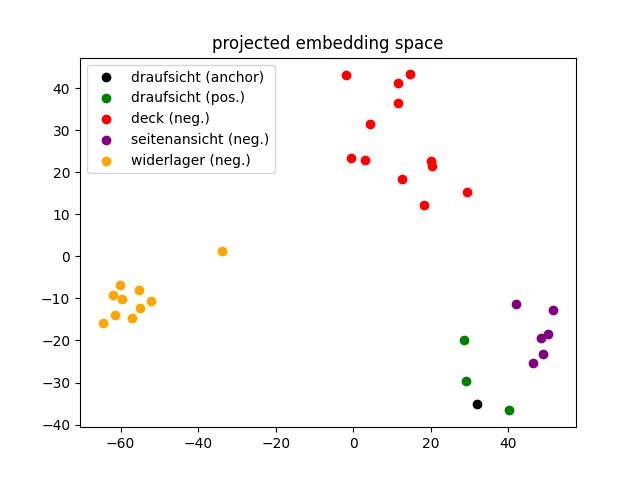 projected embedding space
draufsicht (anchor)
draufsicht (pos.)
deck (neg.)
seitenansicht (neg.)
widerlager (neg.)
40
30
20
10
0
−10
−20
−30
−40
−60 −40 −20 0 20 40